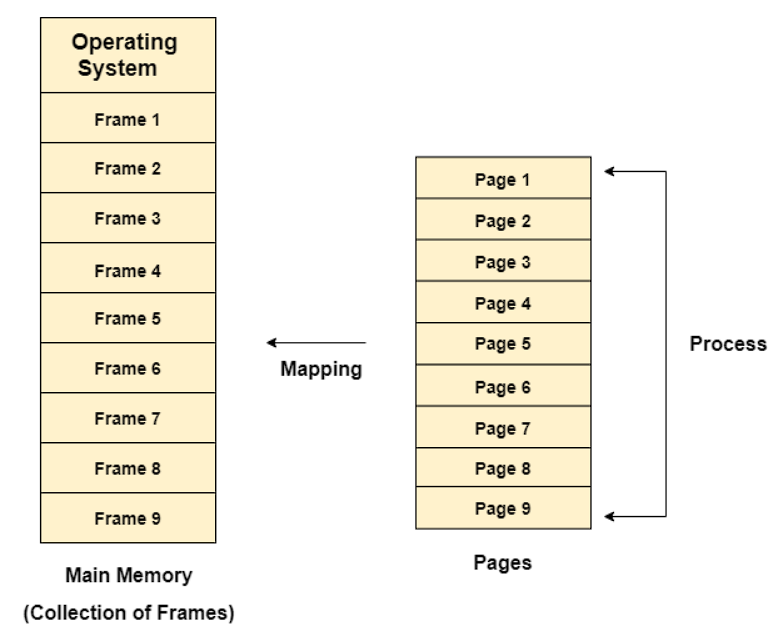 Operating
System
Frame 1
Frame 2
Frame 3
Frame 4
Frame 5
Frame 6
Frame 7
Frame 8
Frame 9
Main Memory
(Collection of Frames)
Mapping
Page 1
Page 2
Page 3
Page 4
Page 5
Page 6
Page 7
Page 8
Page 9
Pages
Process